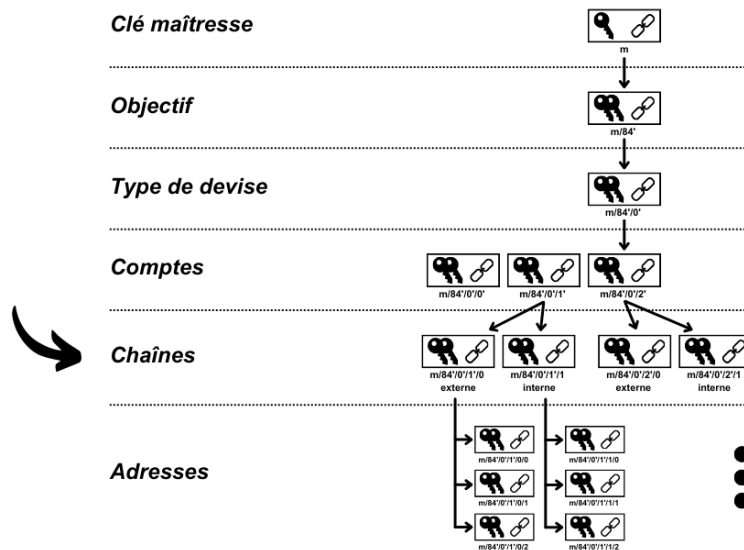 Clé maîtresse
m
Objectif
m/84'
Type de devise
m/84'/0'
Comptes
m/84'/0'/0'
m/84'/0'/1'
m/84'/0'/2'
Chaînes
m/84'/0'/1'/0
externe
m/84'/0'/1'/1
interne
m/84'/0'/2'/0
externe
m/84'/0'/2'/1
interne
Adresses
m/84'/0'/1'/0/0
m/84'/0'/1'/1/0
m/84'/0'/1'/0/1
m/84'/0'/1'/1/1
m/84'/0'/1'/0/2
m/84'/0'/1'/1/2